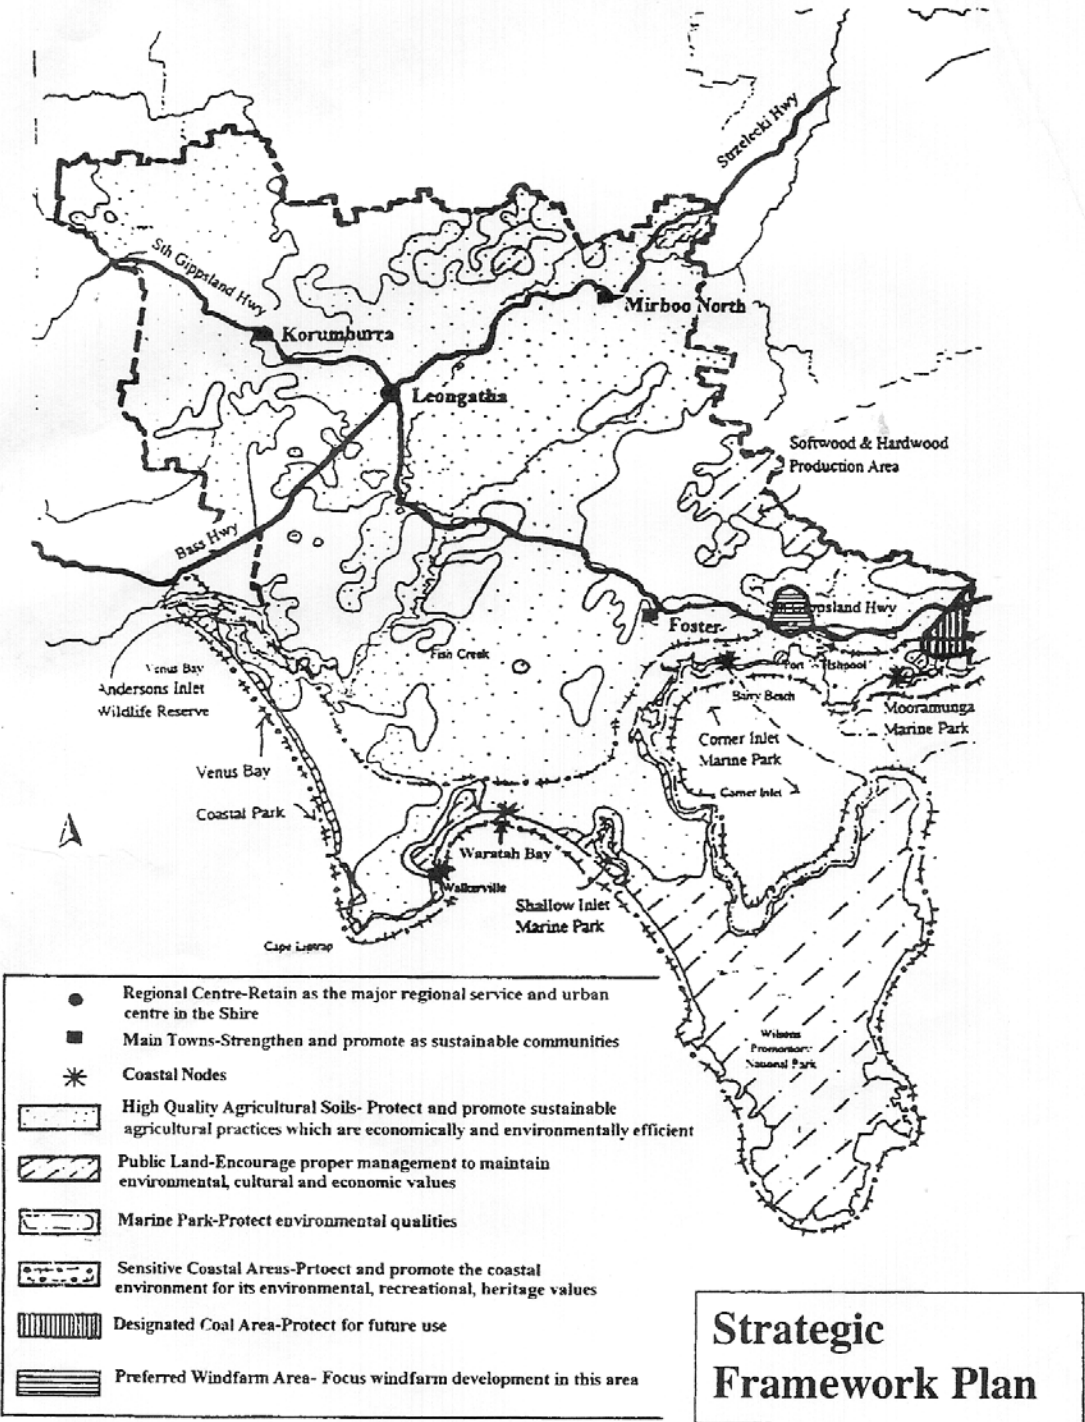 Strzelecki Hwy
Sth Gippsland Hwy
Mirboo North
Korumburra
Leongatha
Softwood & Hardwood
Production Area
Bass Hwy
Sth Gippsland Hwy
Foster
Fish Creek
Port
Venus Bay
Andersons Inlet
Wildlife Reserve
Barry Beach
Mooramunga
Marine Park
Corner Inlet
Marine Park
Venus Bay
Corner Inlet
Coastal Park
Waratah Bay
Walkerville
Shallow Inlet
Marine Park
Cape Liptrap
Wilsons
Promontory
National Park
Regional Centre-Retain as the major regional service and urban
centre in the Shire
Main Towns-Strengthen and promote as sustainable communities
Coastal Nodes
High Quality Agricultural Soils- Protect and promote sustainable
agricultural practices which are economically and environmentally efficient
Public Land-Encourage proper management to maintain
environmental, cultural and economic values
Marine Park-Protect environmental qualities
Sensitive Coastal Areas-Prtoect and promote the coastal
environment for its environmental, recreational, heritage values
Designated Coal Area-Protect for future use
Preferred Windfarm Area- Focus windfarm development in this area
Strategic
Framework Plan